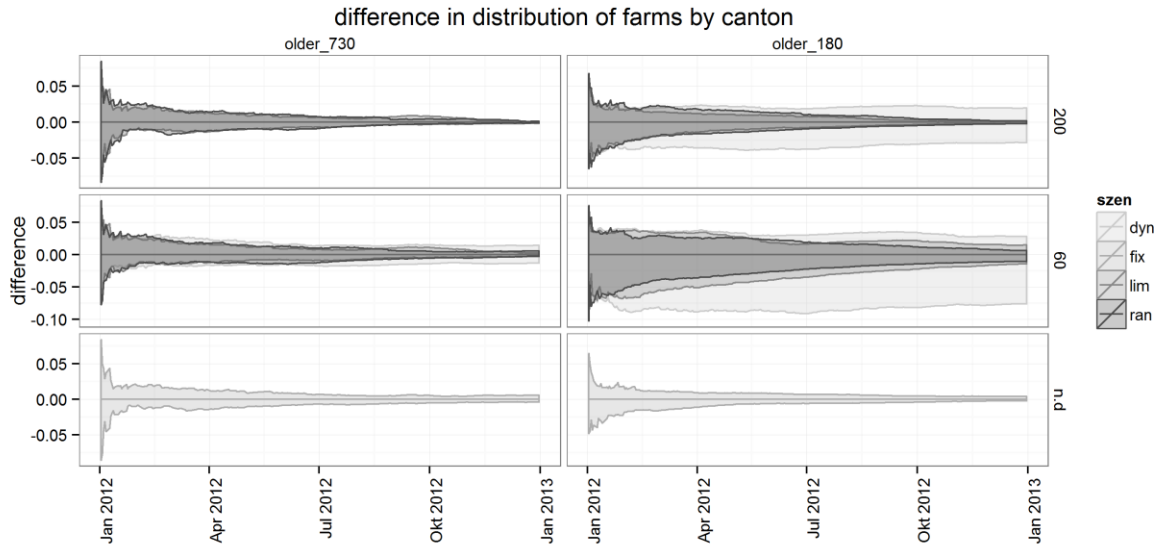 difference in distribution of farms by canton
older_730
older_180
0.05
0.00
-0.05
200
0.05
0.00
-0.05
-0.10
60
0.05
0.00
-0.05
n.d
difference
Jan 2012
Apr 2012
Jul 2012
Okt 2012
Jan 2013
Jan 2012
Apr 2012
Jul 2012
Okt 2012
Jan 2013
szen
dyn
fix
lim
ran